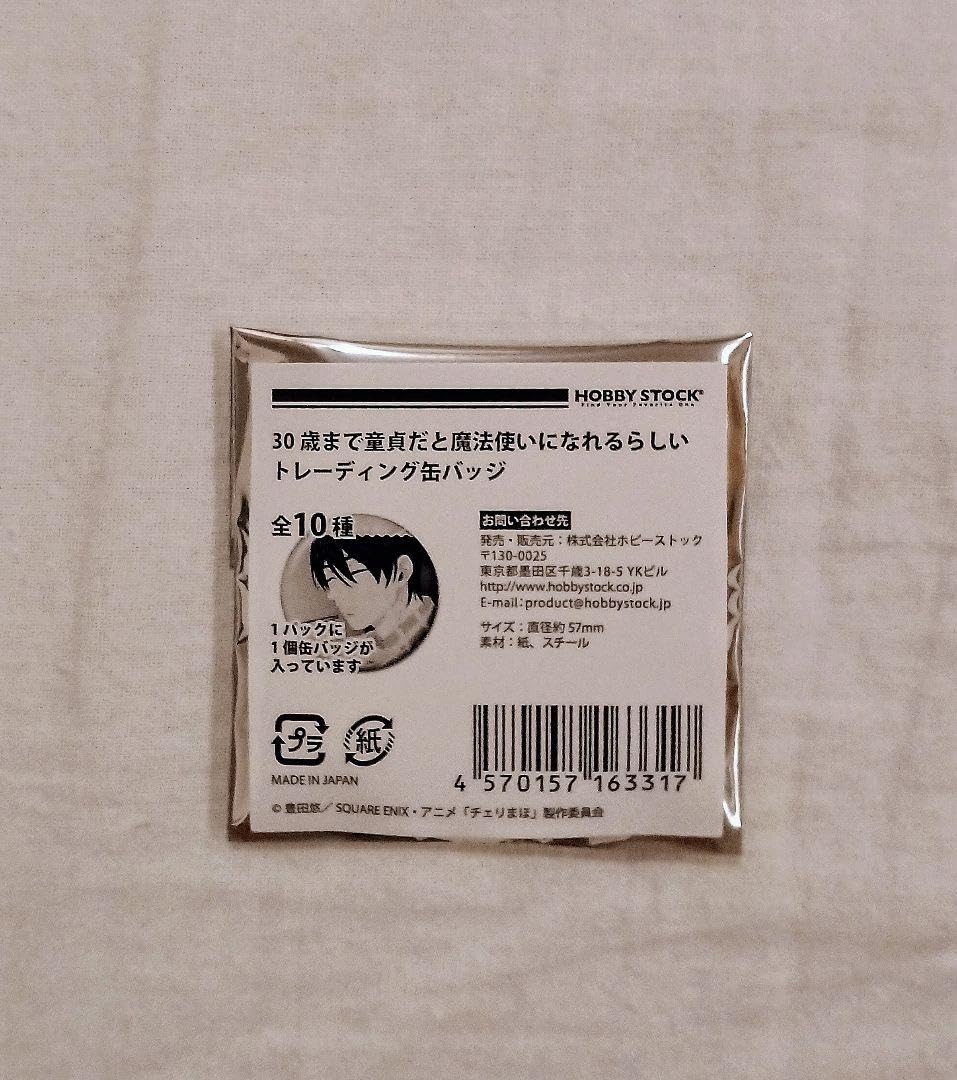 HOBBY STOCK®
Find Your Favorite One
30歳まで童貞だと魔法使いになれるらしい
トレーディング缶バッジ
全10種
1パックに
1個缶バッジが
入っています
お問い合わせ先
発売・販売元：株式会社ホビーストック
〒130-0025
東京都墨田区千歳3-18-5 YKビル
http://www.hobbystock.co.jp
E-mail：product@hobbystock.jp
サイズ：直径約57mm
素材：紙、スチール
プラ
紙
MADE IN JAPAN
4 570157 163317
© 豊田悠／SQUARE ENIX・アニメ「チェリまほ」製作委員会